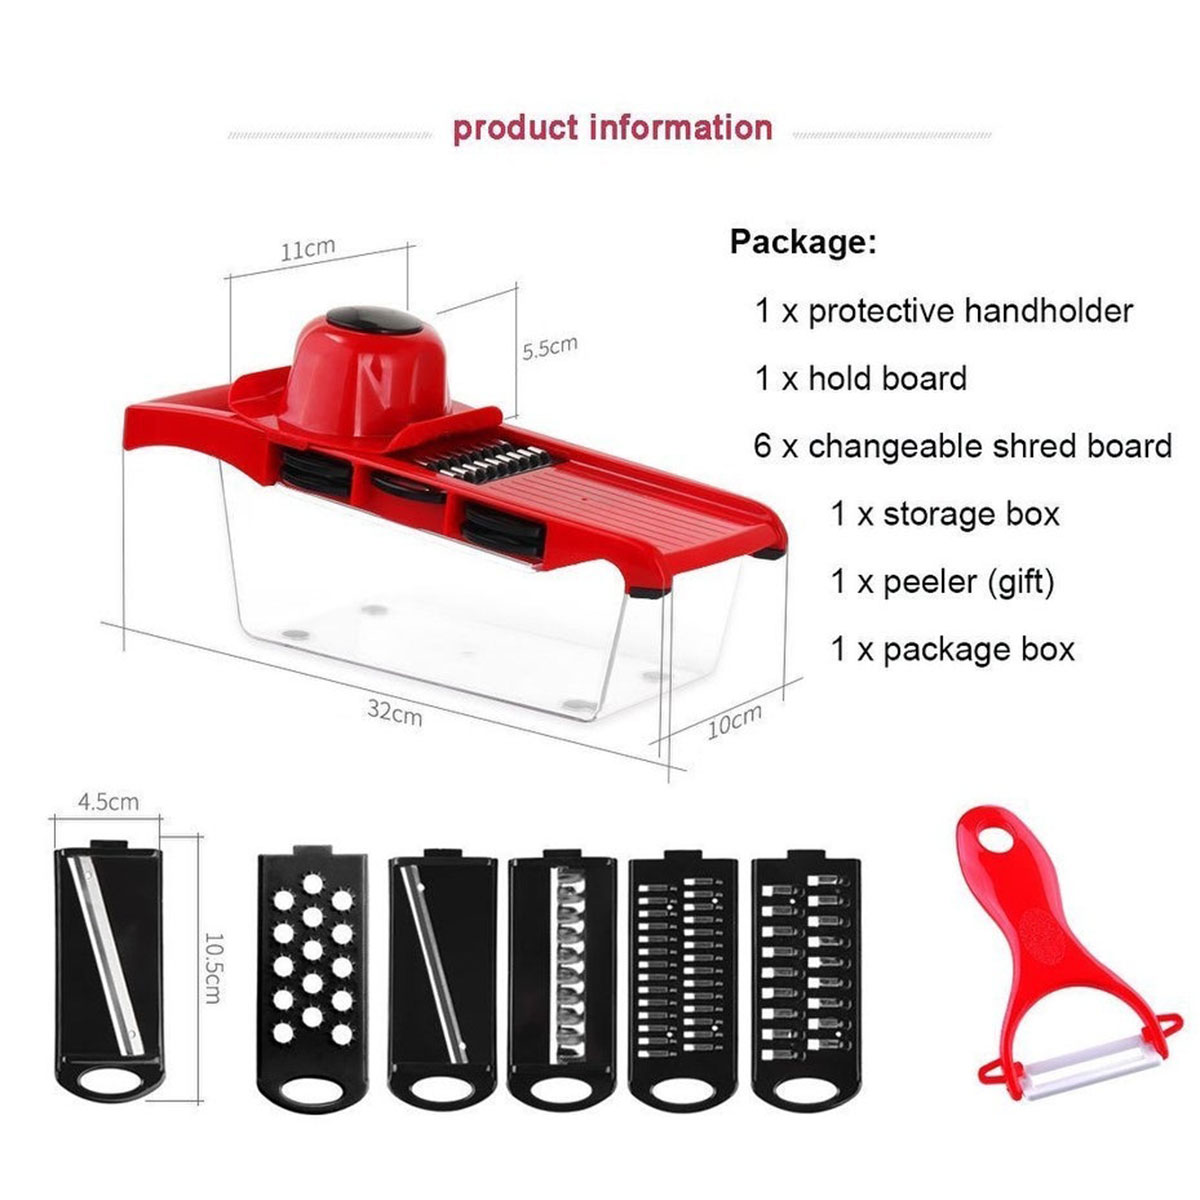 product information
11cm
5.5cm
32cm
10cm
Package:
1 x protective handholder
1 x hold board
6 x changeable shred board
1 x storage box
1 x peeler (gift)
1 x package box
4.5cm
10.5cm